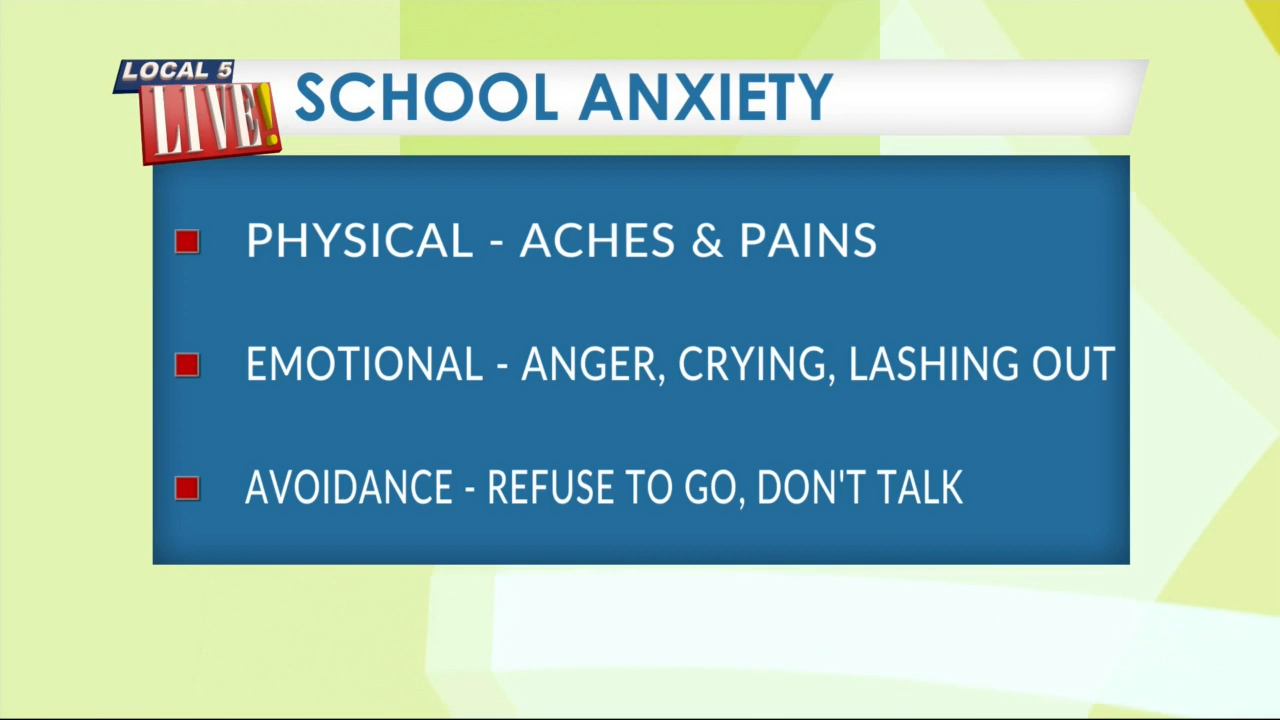 LOCAL 5
LIVE!
SCHOOL ANXIETY
PHYSICAL - ACHES & PAINS
EMOTIONAL - ANGER, CRYING, LASHING OUT
AVOIDANCE - REFUSE TO GO, DON'T TALK